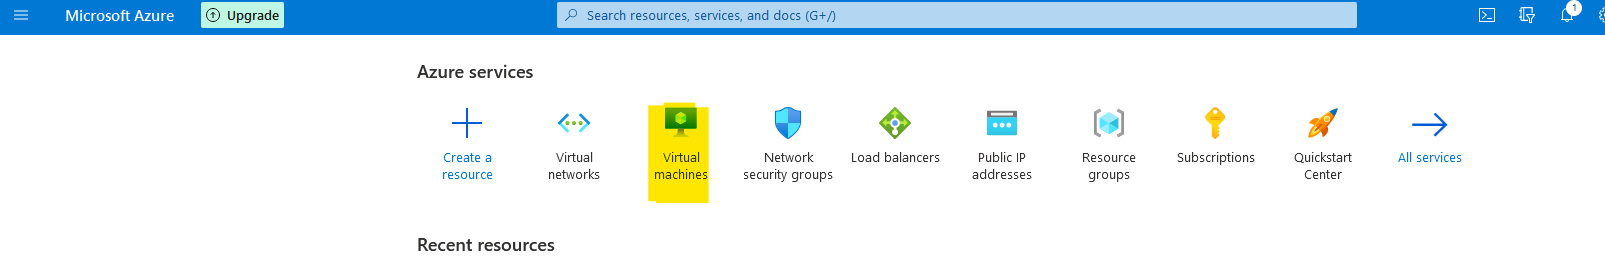 Microsoft Azure
Upgrade
Search resources, services, and docs (G+/)
1
Azure services
Create a
resource
Virtual
networks
Virtual
machines
Network
security groups
Load balancers
Public IP
addresses
Resource
groups
Subscriptions
Quickstart
Center
All services
Recent resources